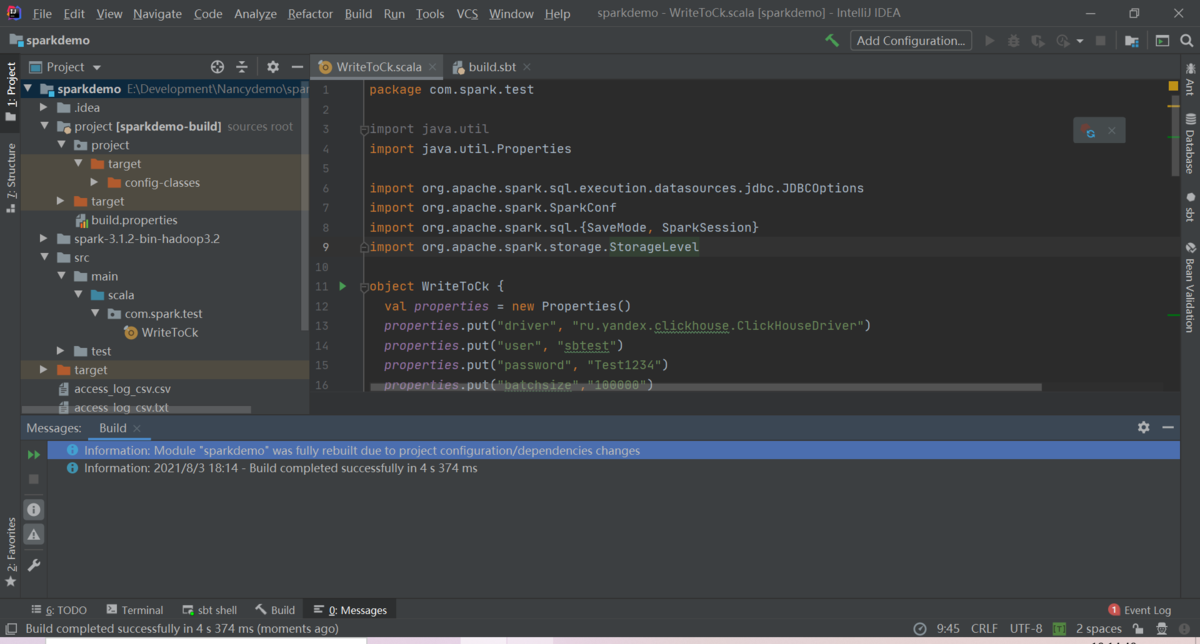 File Edit View Navigate Code Analyze Refactor Build Run Tools VCS Window Help sparkdemo - WriteToCk.scala [sparkdemo] - IntelliJ IDEA
sparkdemo
Add Configuration...
Project
WriteToCk.scala
build.sbt
1: Project
7: Structure
2: Favorites
sparkdemo E:\Development\Nancydemo\spar
.idea
project [sparkdemo-build] sources root
project
target
config-classes
target
build.properties
spark-3.1.2-bin-hadoop3.2
src
main
scala
com.spark.test
WriteToCk
test
target
access_log_csv.csv
access_log_csv.txt
1 package com.spark.test
2
3 import java.util
4 import java.util.Properties
5
6 import org.apache.spark.sql.execution.datasources.jdbc.JDBCOptions
7 import org.apache.spark.SparkConf
8 import org.apache.spark.sql.{SaveMode, SparkSession}
9 import org.apache.spark.storage.StorageLevel
10
11 object WriteToCk {
12 val properties = new Properties()
13 properties.put("driver", "ru.yandex.clickhouse.ClickHouseDriver")
14 properties.put("user", "sbtest")
15 properties.put("password", "Test1234")
16 properties.put("batchsize","100000")
Ant
Database
sbt
Bean Validation
Messages: Build
Information: Module "sparkdemo" was fully rebuilt due to project configuration/dependencies changes
Information: 2021/8/3 18:14 - Build completed successfully in 4 s 374 ms
6: TODO Terminal sbt shell Build 0: Messages 1 Event Log
Build completed successfully in 4 s 374 ms (moments ago) 9:45 CRLF UTF-8 [T] 2 spaces